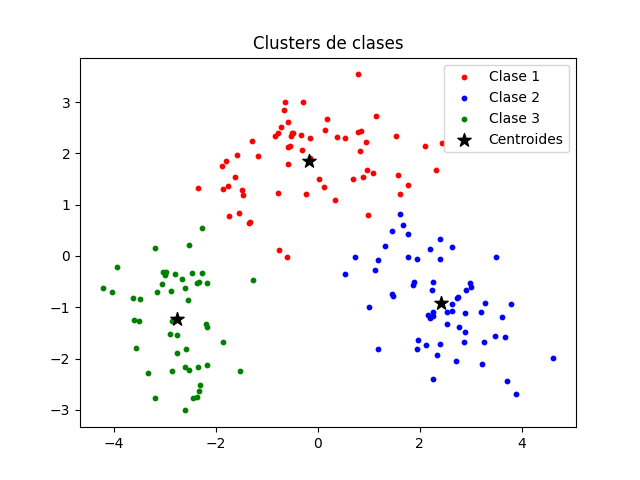 Clusters de clases
Clase 1
Clase 2
Clase 3
Centroides
3
2
1
0
−1
−2
−3
−4
−2
0
2
4